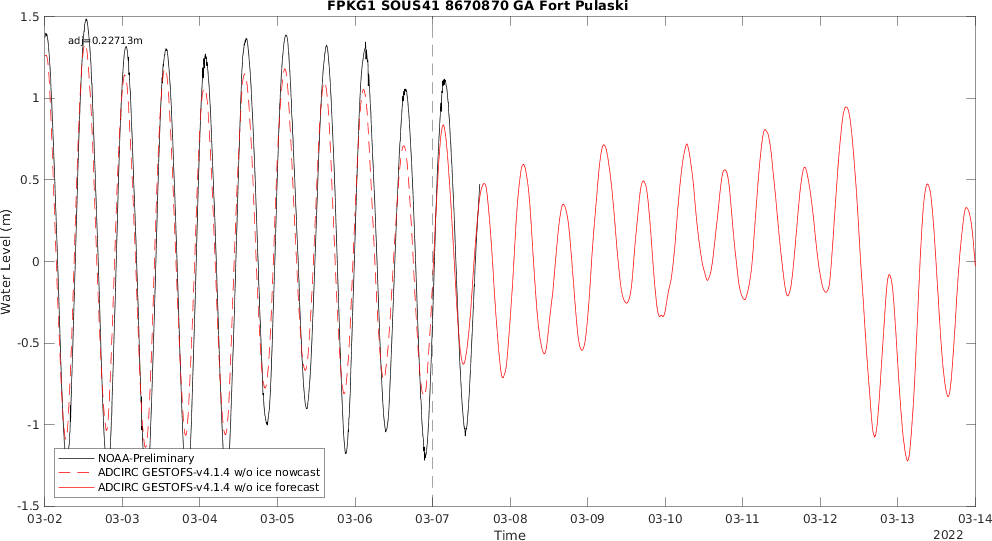 FPKG1 SOUS41 8670870 GA Fort Pulaski
adj=0.22713m
1.5
1
0.5
0
-0.5
-1
-1.5
Water Level (m)
NOAA-Preliminary
ADCIRC GESTOFS-v4.1.4 w/o ice nowcast
ADCIRC GESTOFS-v4.1.4 w/o ice forecast
03-02 03-03 03-04 03-05 03-06 03-07 03-08 03-09 03-10 03-11 03-12 03-13 03-14
Time
2022